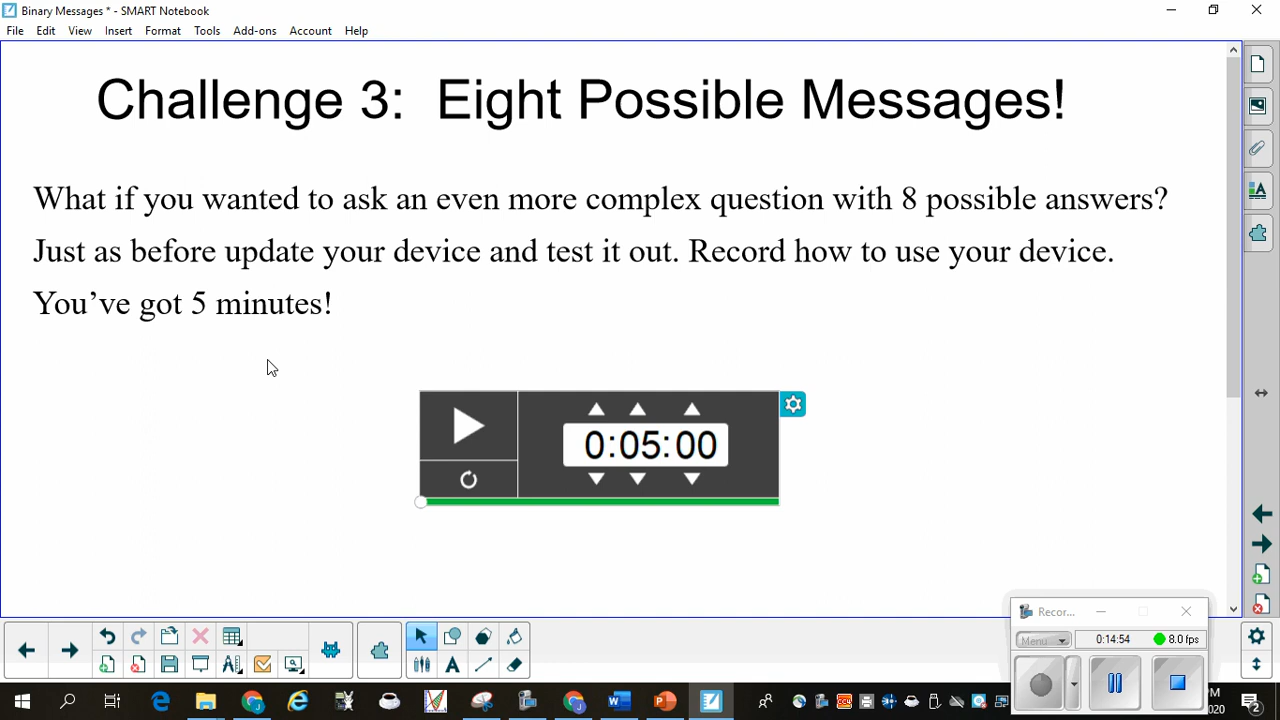 Binary Messages * - SMART Notebook
File Edit View Insert Format Tools Add-ons Account Help
Challenge 3: Eight Possible Messages!
What if you wanted to ask an even more complex question with 8 possible answers?
Just as before update your device and test it out. Record how to use your device.
You’ve got 5 minutes!
0:05:00
Recor...
Menu 0:14:54 8.0 fps
PM
2020
2